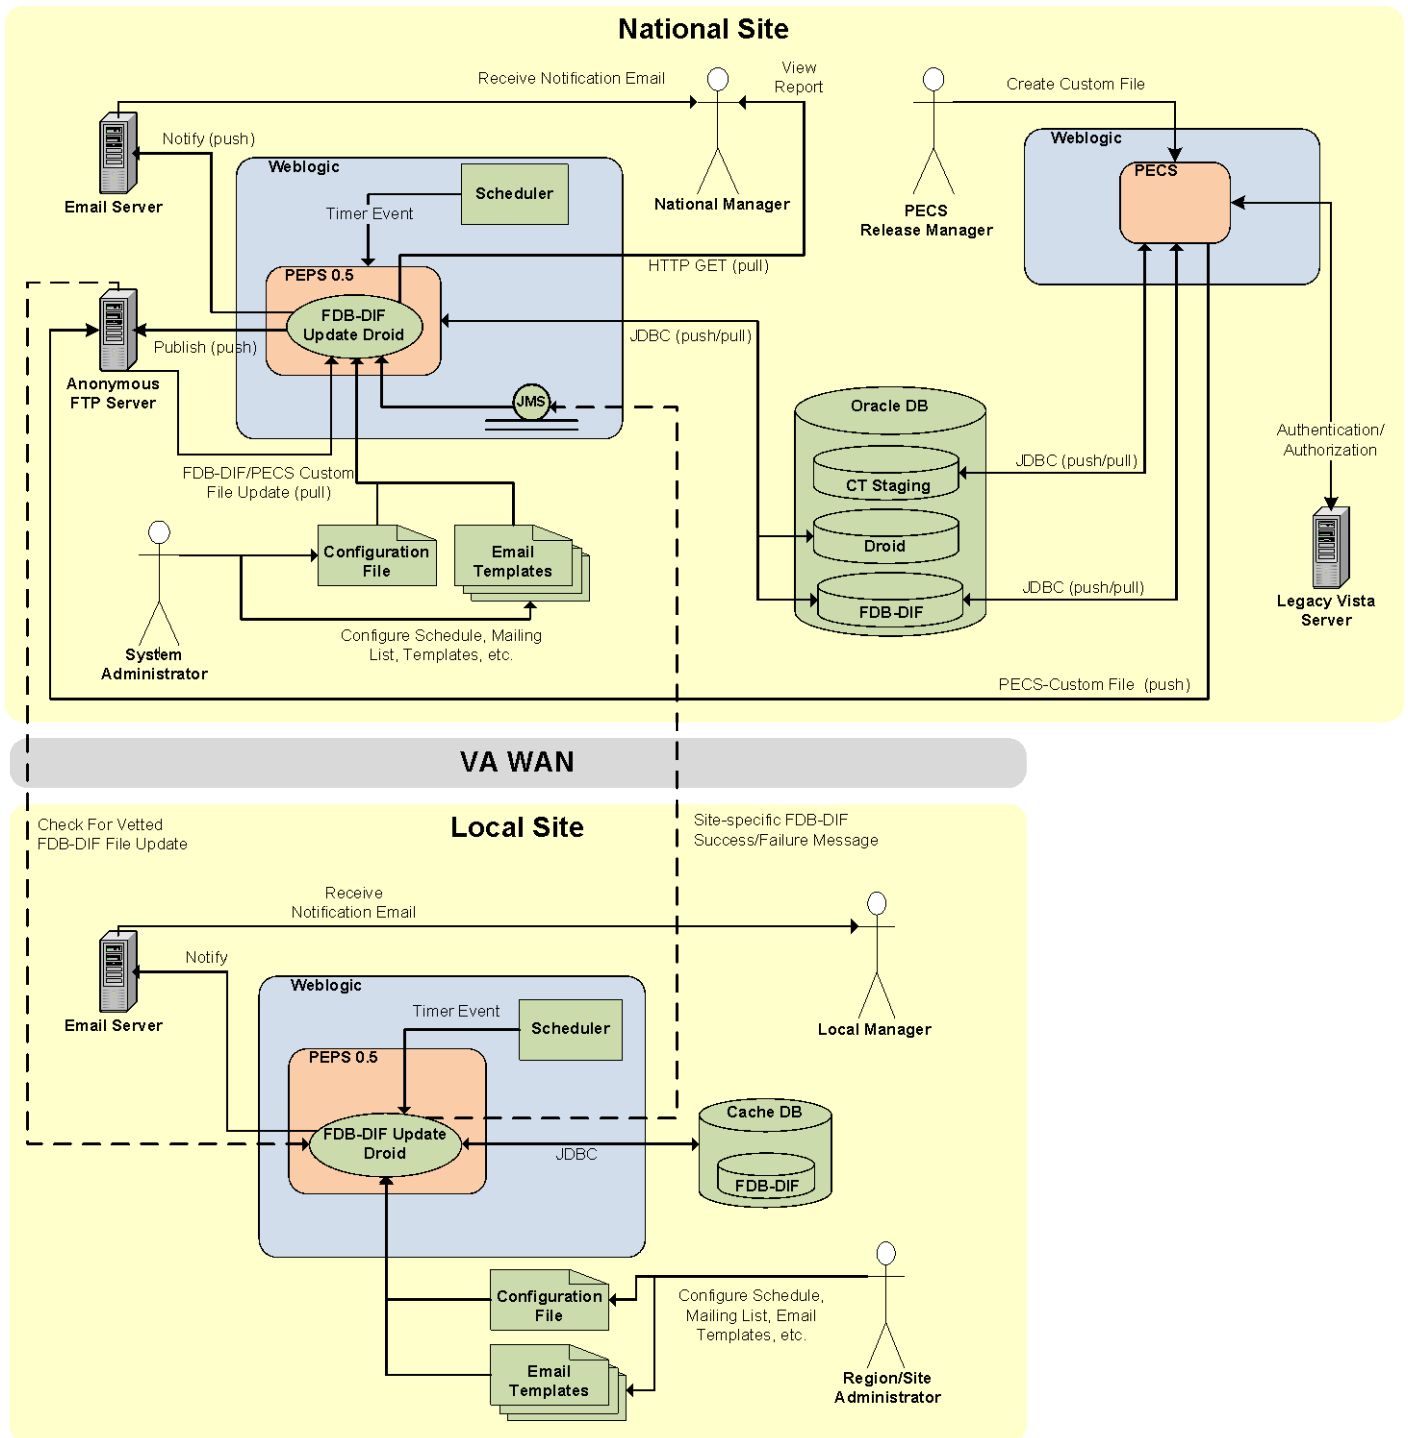 National Site
Receive Notification Email
View
Report
Create Custom File
Notify (push)
Email Server
Weblogic
Scheduler
Timer Event
National Manager
PECS
Release Manager
Weblogic
PECS
HTTP GET (pull)
PEPS 0.5
FDB-DIF
Update Droid
Publish (push)
JDBC (push/pull)
Anonymous
FTP Server
JMS
Oracle DB
Authentication/
Authorization
FDB-DIF/PECS Custom
File Update (pull)
CT Staging
JDBC (push/pull)
Configuration
File
Email
Templates
Droid
JDBC (push/pull)
FDB-DIF
Legacy Vista
Server
Configure Schedule, Mailing
List, Templates, etc.
System
Administrator
PECS-Custom File (push)
VA WAN
Check For Vetted
FDB-DIF File Update
Local Site
Site-specific FDB-DIF
Success/Failure Message
Receive
Notification Email
Notify
Email Server
Weblogic
Timer Event
Scheduler
Local Manager
PEPS 0.5
FDB-DIF Update
Droid
JDBC
Cache DB
FDB-DIF
Configuration
File
Configure Schedule,
Mailing List, Email
Templates, etc.
Email
Templates
Region/Site
Administrator